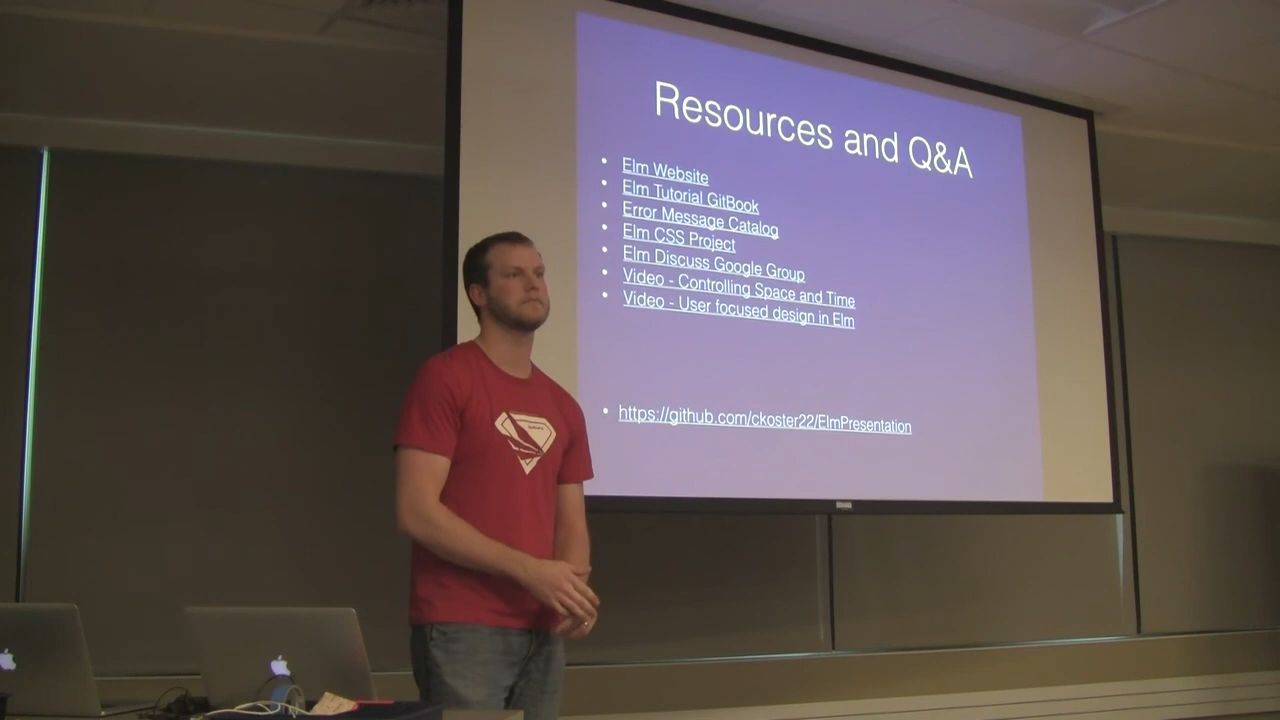 Resources and Q&A
• Elm Website
• Elm Tutorial GitBook
• Error Message Catalog
• Elm CSS Project
• Elm Discuss Google Group
• Video - Controlling Space and Time
• Video - User focused design in Elm
• https://github.com/ckoster22/ElmPresentation